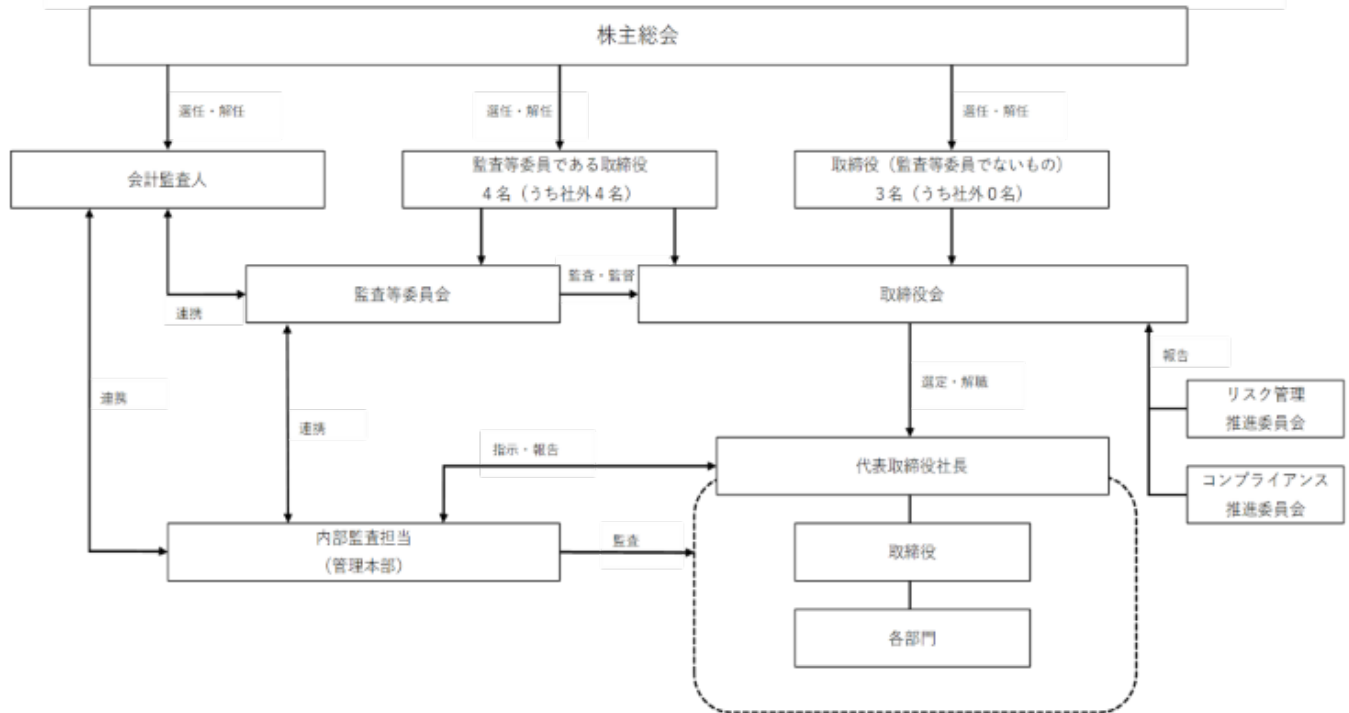 株主総会
選任・解任
選任・解任
選任・解任
会計監査人
監査等委員である取締役
4名（うち社外4名）
取締役（監査等委員でないもの）
3名（うち社外0名）
監査等委員会
監査・監督
取締役会
連携
報告
連携
選定・解職
リスク管理
推進委員会
連携
指示・報告
代表取締役社長
コンプライアンス
推進委員会
内部監査担当
（管理本部）
監査
取締役
各部門